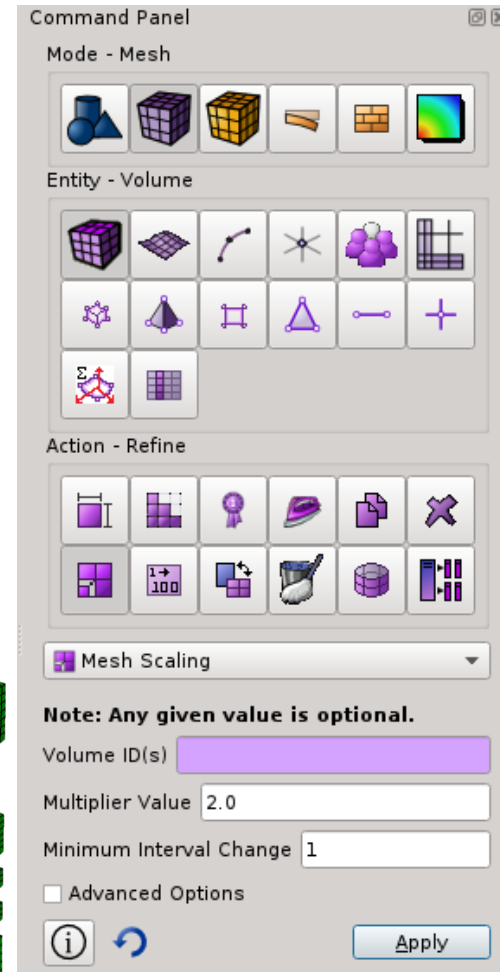 Command Panel
Mode - Mesh
Entity - Volume
Σ
Action - Refine
1→
100
Mesh Scaling
Note: Any given value is optional.
Volume ID(s)
Multiplier Value 2.0
Minimum Interval Change 1
Advanced Options
i Apply